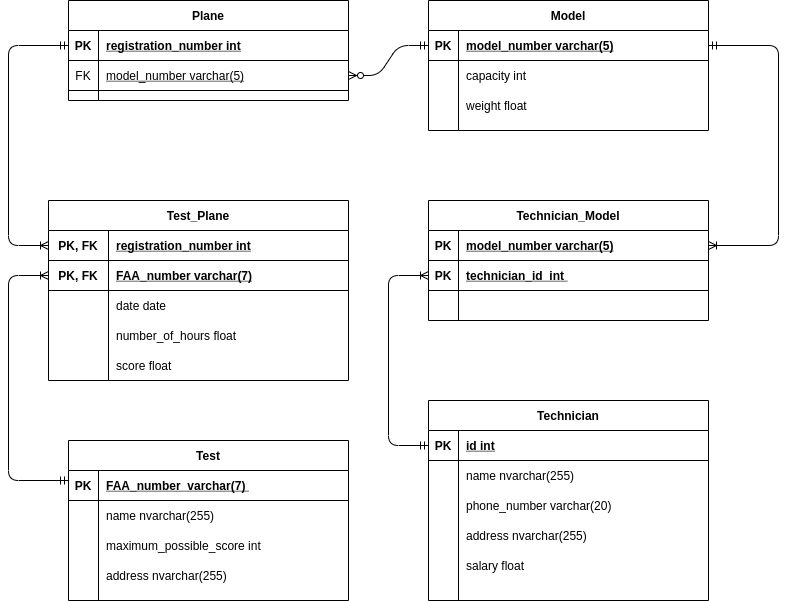 Plane
PK registration_number int
FK model_number varchar(5)
Model
PK model_number varchar(5)
capacity int
weight float
Test_Plane
PK, FK registration_number int
PK, FK FAA_number varchar(7)
date date
number_of_hours float
score float
Technician_Model
PK model_number varchar(5)
PK technician_id int
Test
PK FAA_number varchar(7)
name nvarchar(255)
maximum_possible_score int
address nvarchar(255)
Technician
PK id int
name nvarchar(255)
phone_number varchar(20)
address nvarchar(255)
salary float